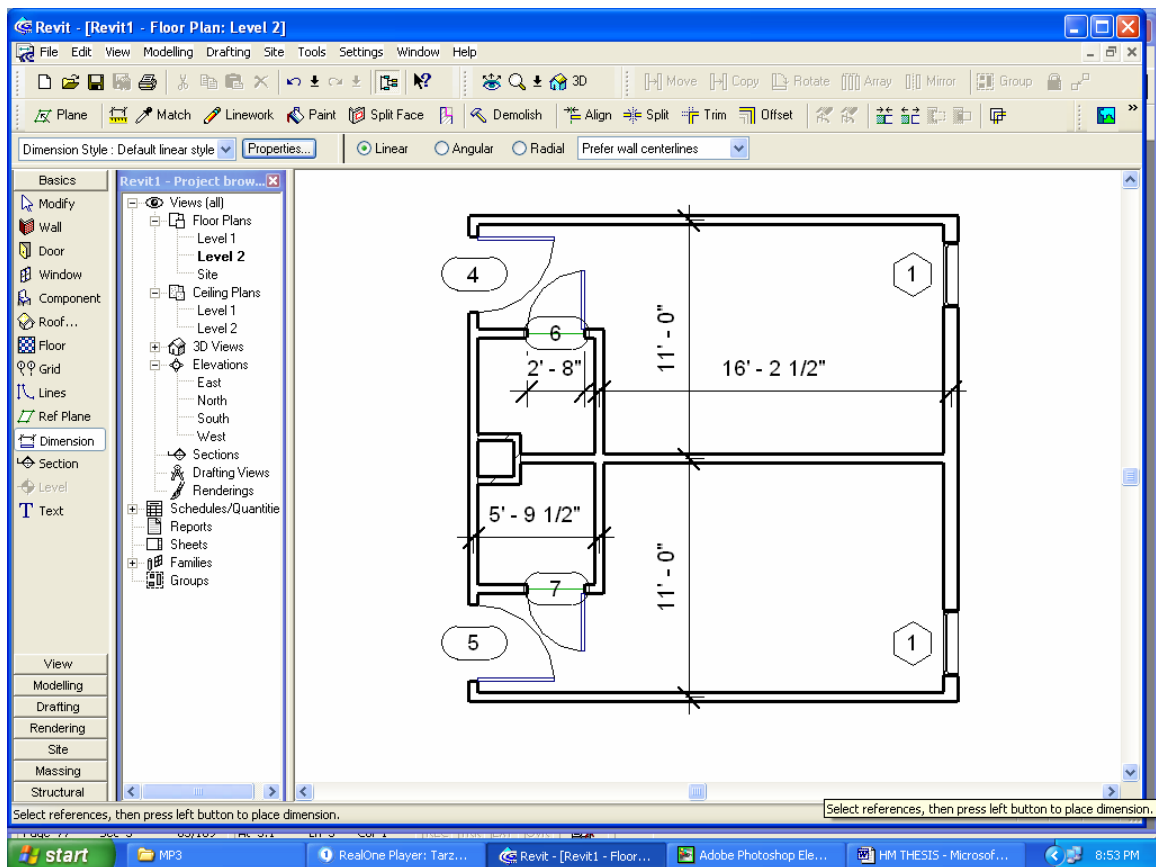 Revit - [Revit1 - Floor Plan: Level 2]
File Edit View Modelling Drafting Site Tools Settings Window Help
3D Move Copy Rotate Array Mirror Group
Plane Match Linework Paint Split Face Demolish Align Split Trim Offset »
Dimension Style : Default linear style Properties... Linear Angular Radial Prefer wall centerlines
Basics
Modify
Wall
Door
Window
Component
Roof...
Floor
Grid
Lines
Ref Plane
Dimension
Section
Level
Text
View
Modelling
Drafting
Rendering
Site
Massing
Structural
Revit1 - Project brow...
Views (all)
Floor Plans
Level 1
Level 2
Site
Ceiling Plans
Level 1
Level 2
3D Views
Elevations
East
North
South
West
Sections
Drafting Views
Renderings
Schedules/Quantitie
Reports
Sheets
Families
Groups
4
1
6
11' - 0"
2' - 8"
16' - 2 1/2"
5' - 9 1/2"
11' - 0"
7
5
1
Select references, then press left button to place dimension.
Select references, then press left button to place dimension.
start MP3 RealOne Player: Tarz... Revit - [Revit1 - Floor... Adobe Photoshop Ele... HM THESIS - Microsof... 8:53 PM